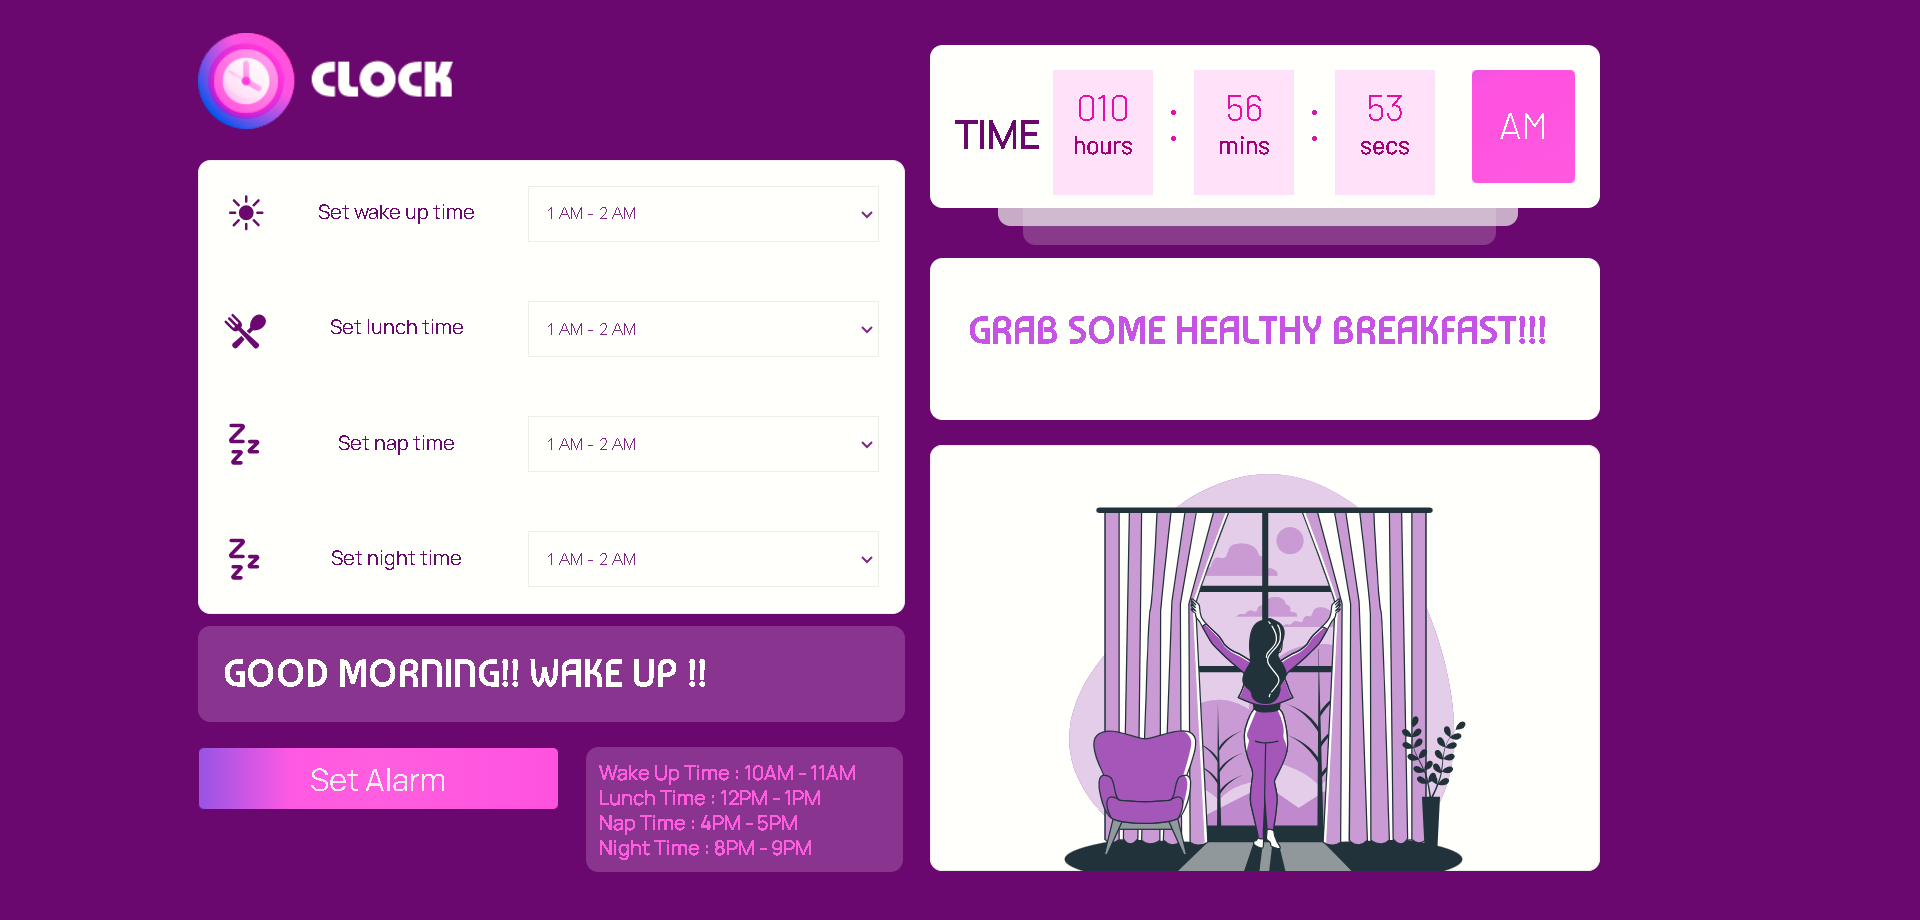 CLOCK
Set wake up time
1 AM - 2 AM
Set lunch time
1 AM - 2 AM
Set nap time
1 AM - 2 AM
Set night time
1 AM - 2 AM
GOOD MORNING!! WAKE UP !!
Set Alarm
Wake Up Time : 10AM - 11AM
Lunch Time : 12PM - 1PM
Nap Time : 4PM - 5PM
Night Time : 8PM - 9PM
TIME
010
hours
:
56
mins
:
53
secs
AM
GRAB SOME HEALTHY BREAKFAST!!!